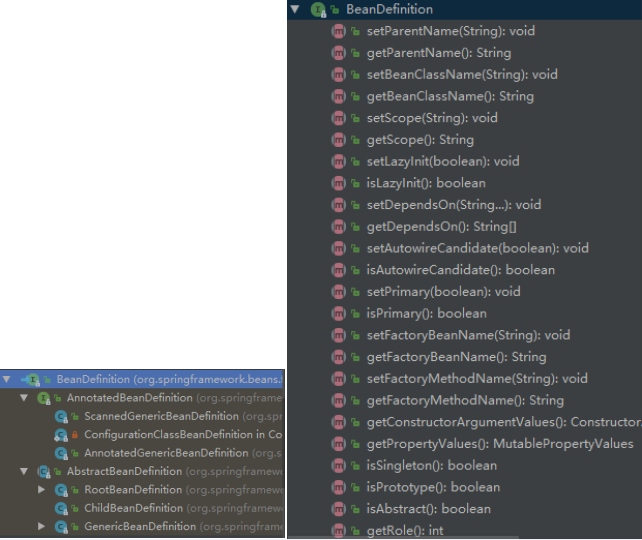 BeanDefinition (org.springframework.beans.
AnnotatedBeanDefinition (org.springframew
ScannedGenericBeanDefinition (org.spr
ConfigurationClassBeanDefinition in Co
AnnotatedGenericBeanDefinition (org.s
AbstractBeanDefinition (org.springframewo
RootBeanDefinition (org.springframewo
ChildBeanDefinition (org.springframew
GenericBeanDefinition (org.springframe
BeanDefinition
setParentName(String): void
getParentName(): String
setBeanClassName(String): void
getBeanClassName(): String
setScope(String): void
getScope(): String
setLazyInit(boolean): void
isLazyInit(): boolean
setDependsOn(String...): void
getDependsOn(): String[]
setAutowireCandidate(boolean): void
isAutowireCandidate(): boolean
setPrimary(boolean): void
isPrimary(): boolean
setFactoryBeanName(String): void
getFactoryBeanName(): String
setFactoryMethodName(String): void
getFactoryMethodName(): String
getConstructorArgumentValues(): Constructor
getPropertyValues(): MutablePropertyValues
isSingleton(): boolean
isPrototype(): boolean
isAbstract(): boolean
getRole(): int